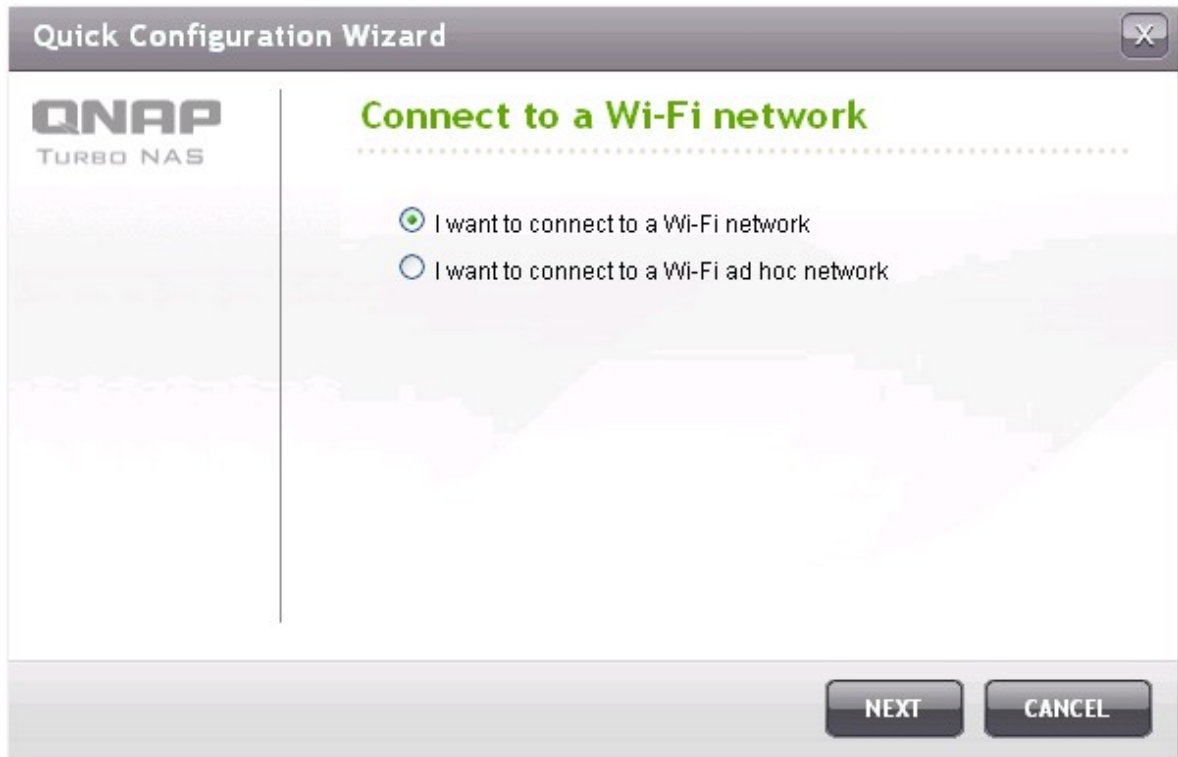 Quick Configuration Wizard
X
QNAP
TURBO NAS
Connect to a Wi-Fi network
I want to connect to a Wi-Fi network
I want to connect to a Wi-Fi ad hoc network
NEXT
CANCEL